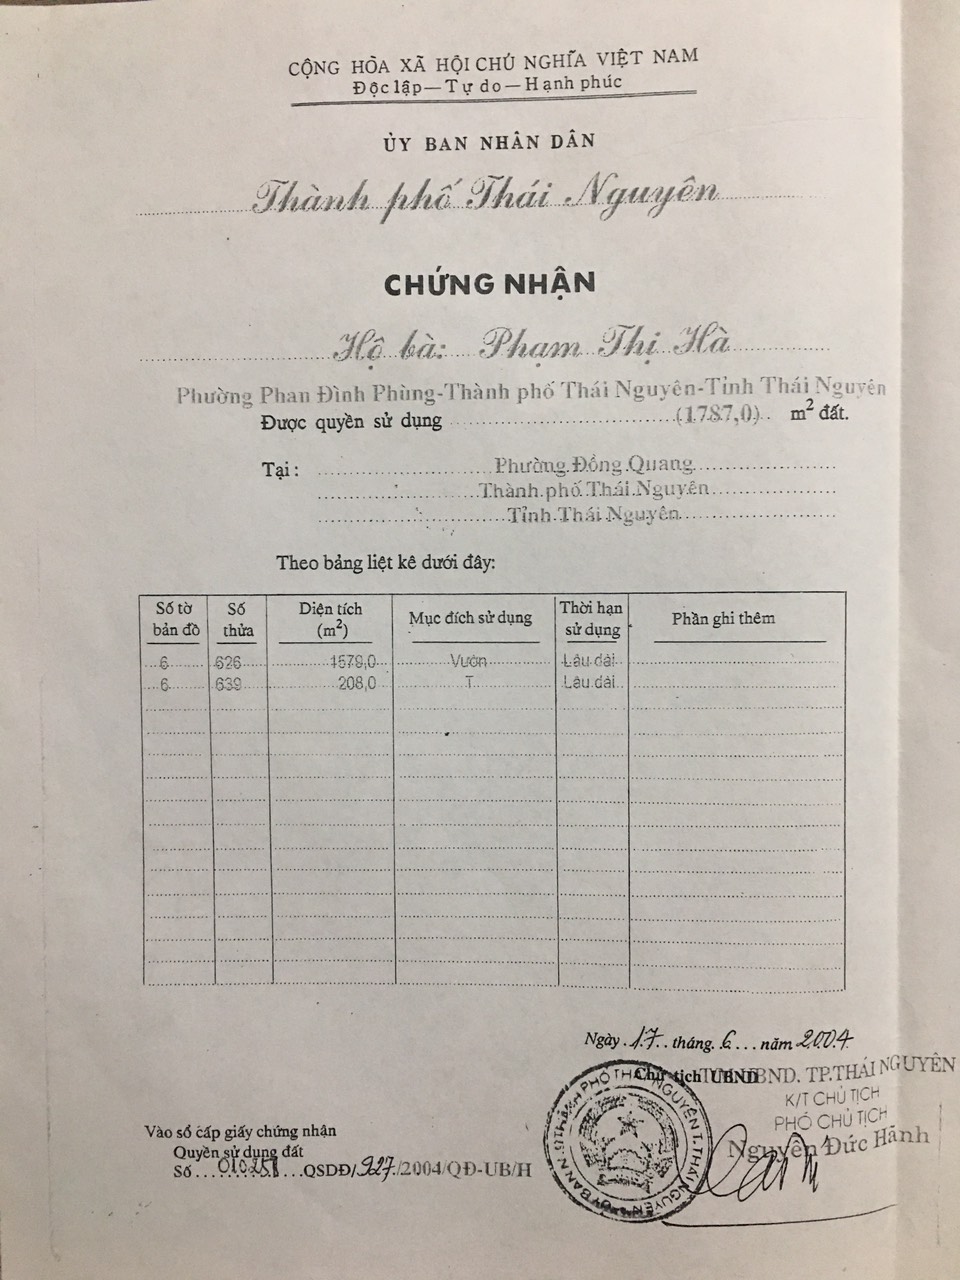 CỘNG HÒA XÃ HỘI CHỦ NGHĨA VIỆT NAM
Độc lập — Tự do — Hạnh phúc
ỦY BAN NHÂN DÂN
Thành phố Thái Nguyên
CHỨNG NHẬN
Hộ bà: Phạm Thị Hà
Phường Phan Đình Phùng-Thành phố Thái Nguyên-Tỉnh Thái Nguyên
Được quyền sử dụng (1787,0) m² đất.
Tại: Phường Đồng Quang
Thành phố Thái Nguyên
Tỉnh Thái Nguyên
Theo bảng liệt kê dưới đây:
Số tờ bản đồ Số thửa Diện tích (m²) Mục đích sử dụng Thời hạn sử dụng Phần ghi thêm
6 626 1579,0 Vườn Lâu dài
6 639 208,0 T Lâu dài
Ngày 17 tháng 6 năm 2004
Chủ tịch UBND
UBND. TP.THÁI NGUYÊN
K/T CHỦ TỊCH
PHÓ CHỦ TỊCH
Nguyễn Đức Hãnh
Vào sổ cấp giấy chứng nhận
Quyền sử dụng đất
Số QSDĐ/927/2004/QĐ-UB/H